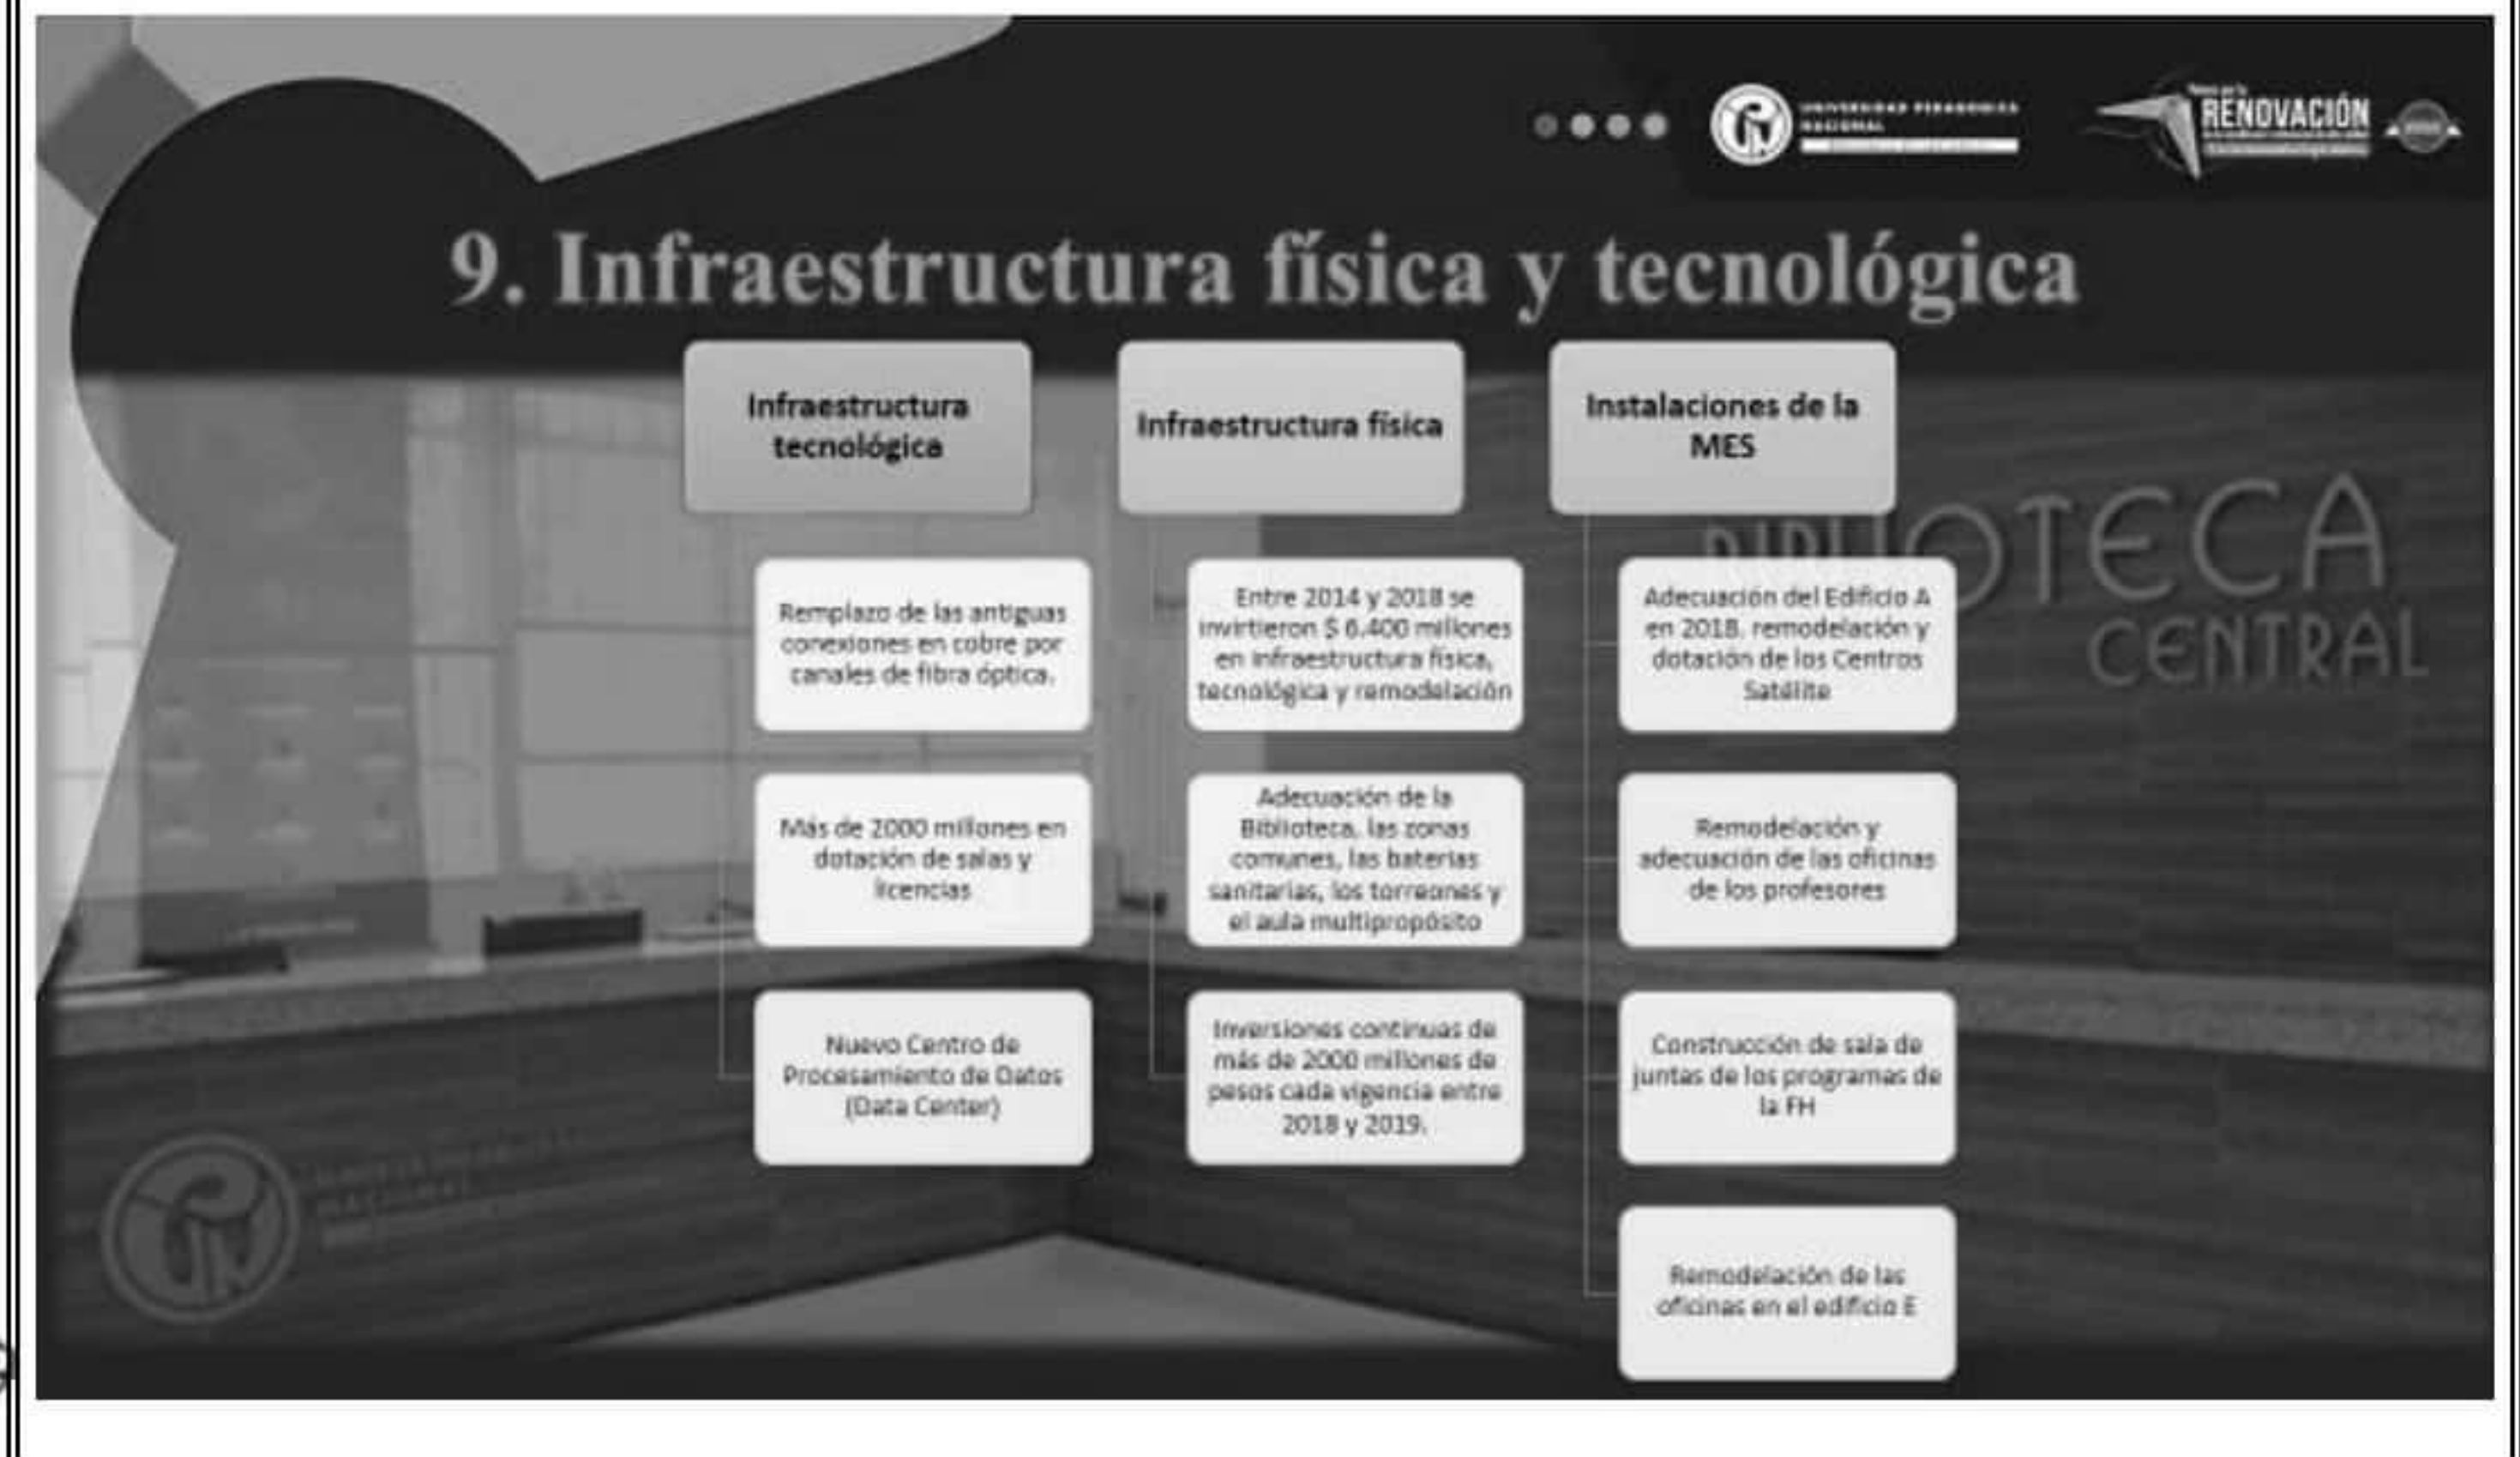 UNIVERSIDAD PEDAGOGICA
NACIONAL
RENOVACIÓN
9. Infraestructura física y tecnológica
Infraestructura
tecnológica
Remplazo de las antiguas
conexiones en cobre por
canales de fibra óptica.
Más de 2000 millones en
dotación de salas y
licencias
Nuevo Centro de
Procesamiento de Datos
(Data Center)
Infraestructura física
Entre 2014 y 2018 se
invirtieron $ 6.400 millones
en infraestructura física,
tecnológica y remodelación
Adecuación de la
Biblioteca, las zonas
comunes, las baterías
sanitarias, los torreones y
el aula multipropósito
Inversiones continuas de
más de 2000 millones de
pesos cada vigencia entre
2018 y 2019.
Instalaciones de la
MES
Adecuación del Edificio A
en 2018, remodelación y
dotación de los Centros
Satélite
Remodelación y
adecuación de las oficinas
de los profesores
Construcción de sala de
juntas de los programas de
la FH
Remodelación de las
oficinas en el edificio E
BIBLIOTECA
CENTRAL
NACIONAL